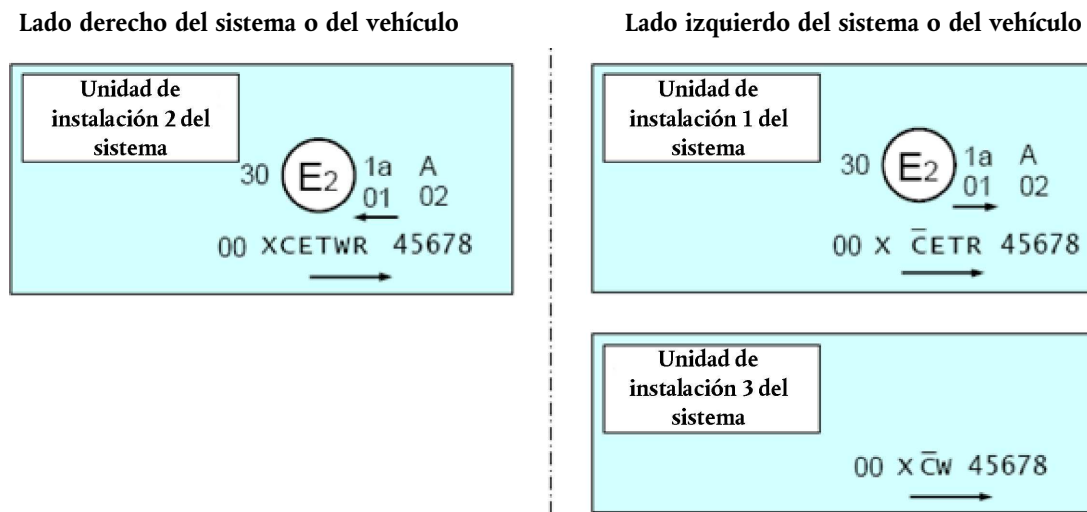 Lado derecho del sistema o del vehículo
Unidad de
instalación 2 del
sistema
30 E2 1a A
01 02
00 XCETWR 45678
Lado izquierdo del sistema o del vehículo
Unidad de
instalación 1 del
sistema
30 E2 1a A
01 02
00 X C̅ETR 45678
Unidad de
instalación 3 del
sistema
00 X C̅W 45678